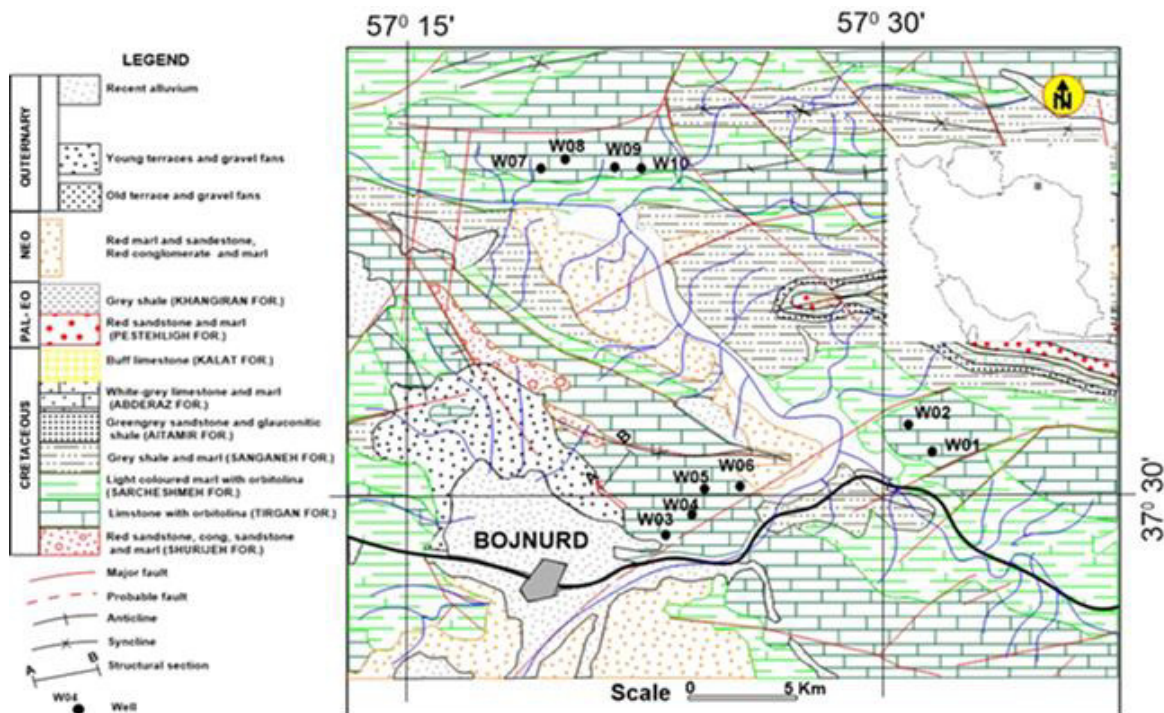 57⁰ 15'
57⁰ 30'
LEGEND
QUTERNARY
Recent alluvium
Young terraces and gravel fans
Old terrace and gravel fans
NEO
Red marl and sandestone,
Red conglomerate and marl
PAL- EO
Grey shale (KHANGIRAN FOR.)
Red sandstone and marl
(PESTEHLIGH FOR.)
CRETACEOUS
Buff limestone (KALAT FOR.)
White-grey limestone and marl
(ABDERAZ FOR.)
Greengrey sandstone and glauconitic
shale (AITAMIR FOR.)
Grey shale and marl (SANGANEH FOR.)
Light coloured marl with orbitolina
(SARCHESHMEH FOR.)
Limstone with orbitolina (TIRGAN FOR.)
Red sandstone, cong, sandstone
and marl (SHURIJEH FOR.)
Major fault
Probable fault
Anticline
Syncline
A B
Structural section
W04
Well
N
W08
W07
W09
W10
W02
W01
B
A
W06
W05
W04
W03
BOJNURD
37⁰ 30'
Scale 0 5 Km